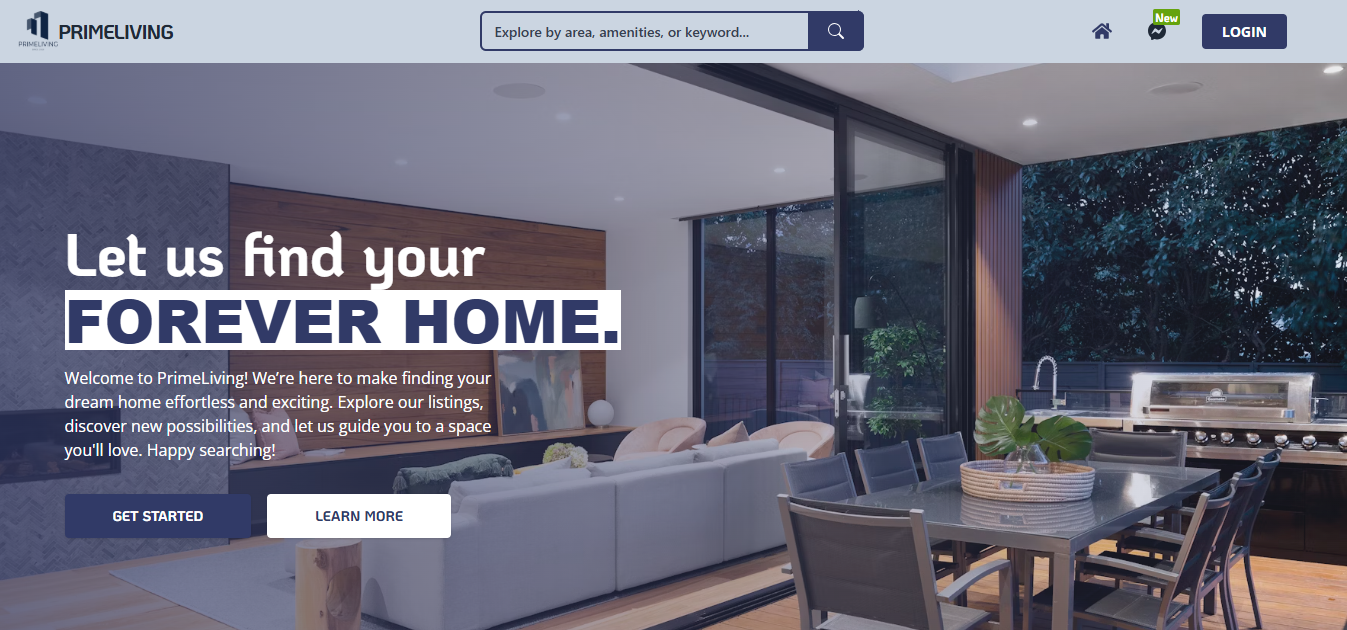 PRIMELIVING
PRIMELIVING
Explore by area, amenities, or keyword...
New
LOGIN
Let us find your
FOREVER HOME.
Welcome to PrimeLiving! We’re here to make finding your
dream home effortless and exciting. Explore our listings,
discover new possibilities, and let us guide you to a space
you'll love. Happy searching!
GET STARTED
LEARN MORE